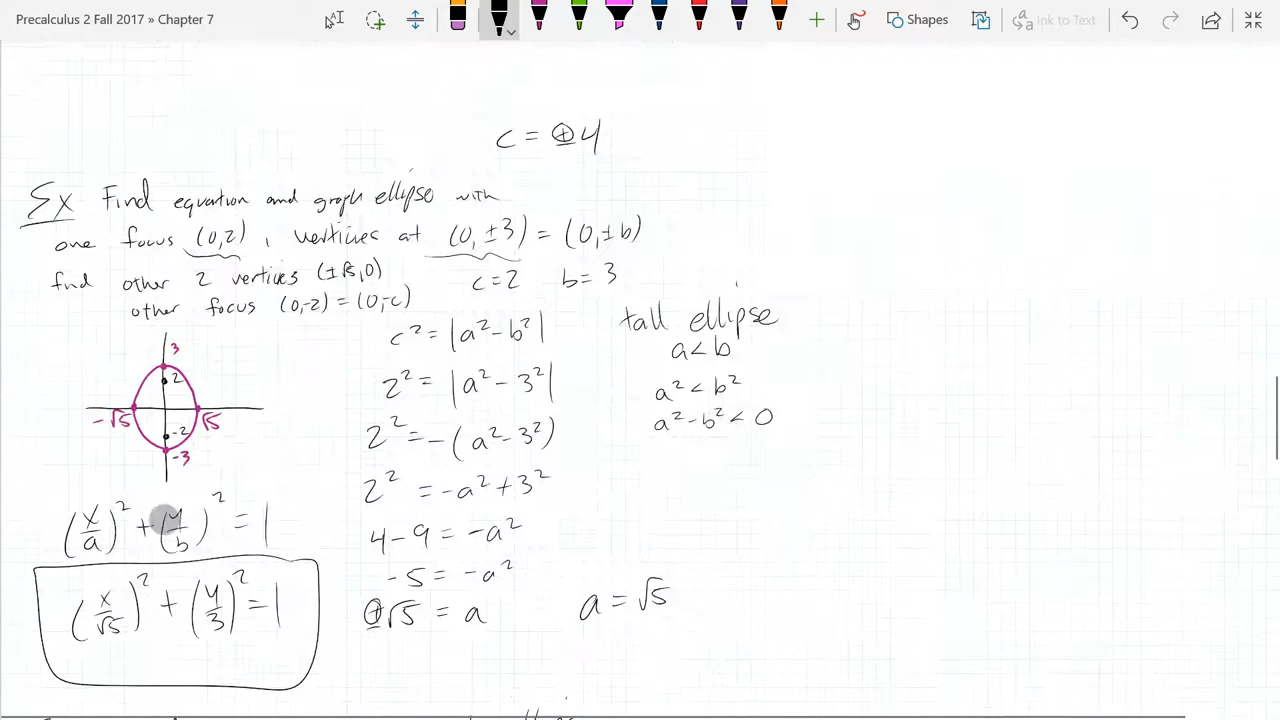 Precalculus 2 Fall 2017 » Chapter 7
Shapes
Ink to Text
c = ⊕4
Ex Find equation and graph ellipse with
one focus (0,2), vertices at (0, ±3) = (0, ±b)
find other 2 vertices (±√5, 0)
other focus (0,-2) = (0,-c)
c = 2 b = 3
tall ellipse
a < b
a² < b²
a² - b² < 0
3
2
-√5 √5
-2
-3
c² = |a² - b²|
2² = |a² - 3²|
2² = -(a² - 3²)
2² = -a² + 3²
4 - 9 = -a²
-5 = -a²
⊕√5 = a
a = √5
(x/a)² + (y/b)² = 1
(x/√5)² + (y/3)² = 1